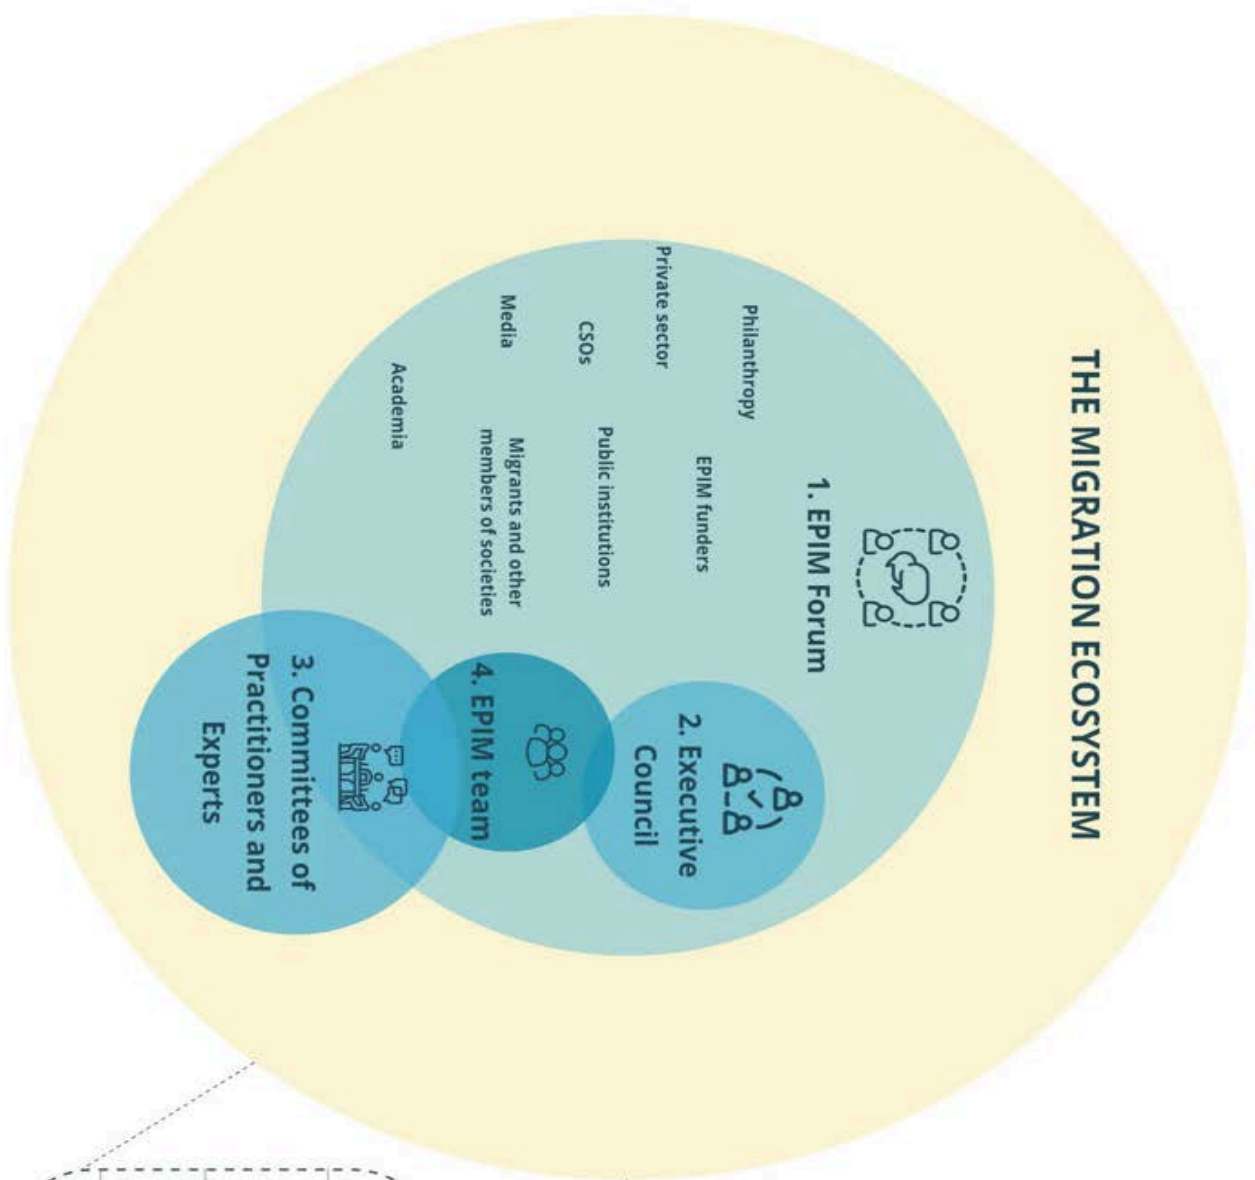 THE MIGRATION ECOSYSTEM
1. EPIM Forum
Philanthropy
EPIM funders
Private sector
Public institutions
CSOs
Media
Migrants and other
members of societies
Academia
2. Executive
Council
4. EPIM team
3. Committees of
Practitioners and
Experts